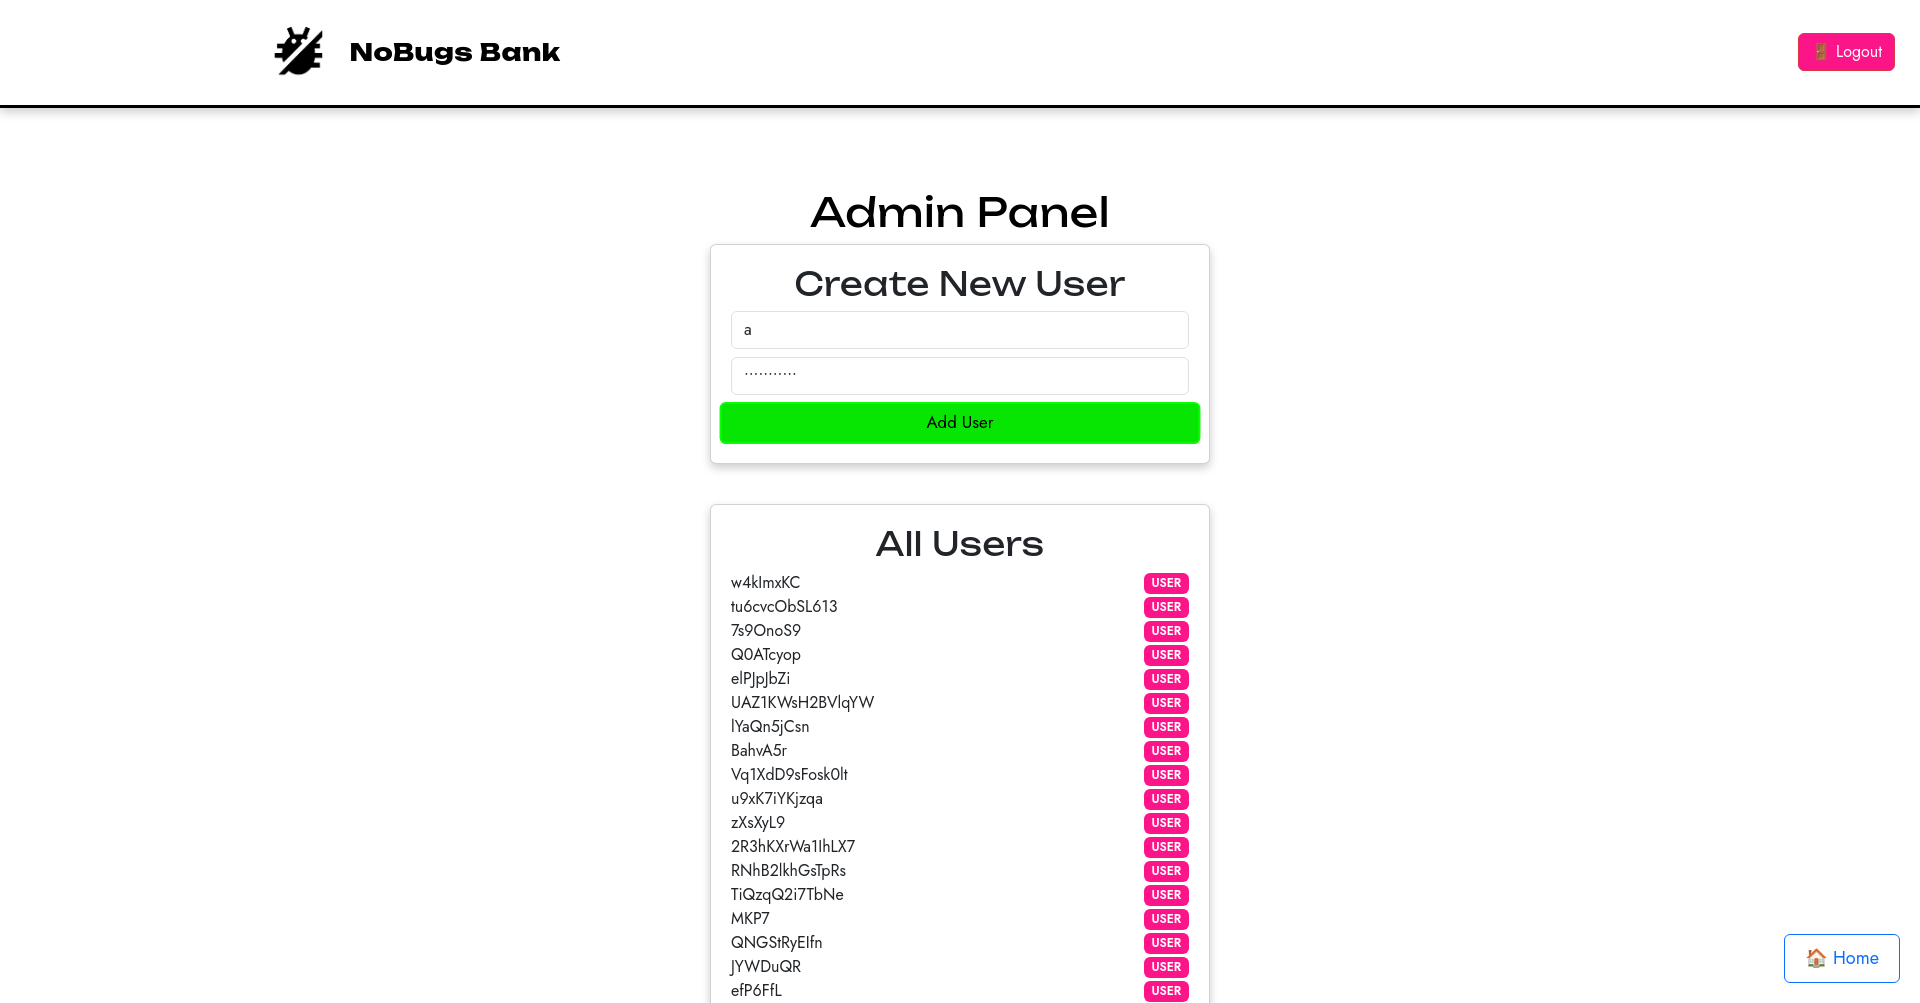 NoBugs Bank
🚪 Logout
Admin Panel
Create New User
a
···········
Add User
All Users
w4kImxKC USER
tu6cvcObSL613 USER
7s9OnoS9 USER
Q0ATcyop USER
elPJpJbZi USER
UAZ1KWsH2BVlqYW USER
lYaQn5jCsn USER
BahvA5r USER
Vq1XdD9sFosk0lt USER
u9xK7iYKjzqa USER
zXsXyL9 USER
2R3hKXrWa1IhLX7 USER
RNhB2lkhGsTpRs USER
TiQzqQ2i7TbNe USER
MKP7 USER
QNGStRyEIfn USER
JYWDuQR USER
efP6FfL USER
🏠 Home